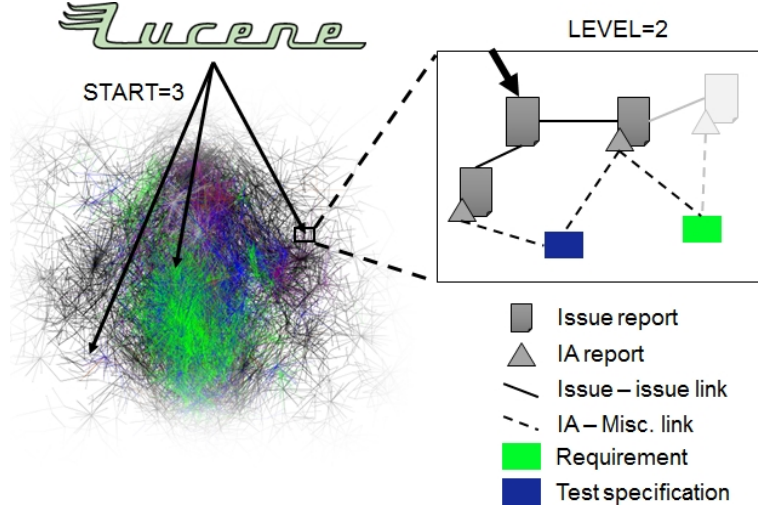 Lucene
LEVEL=2
START=3
Issue report
IA report
Issue – issue link
IA – Misc. link
Requirement
Test specification